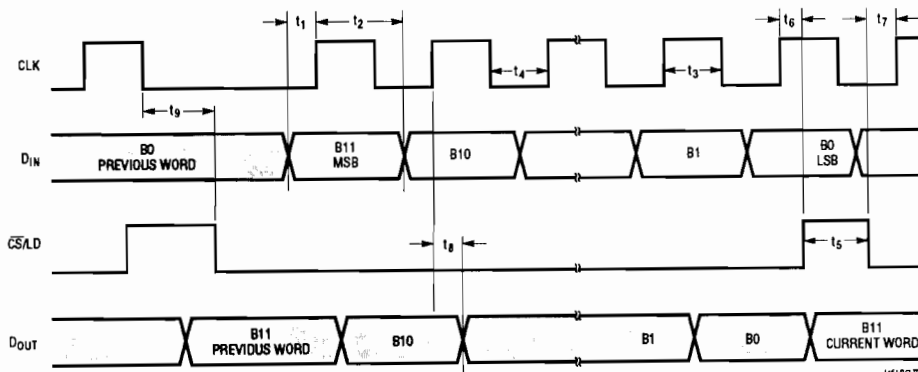 t1 t2 t6 t7
CLK
t4 t3
t9
DIN
B0
PREVIOUS WORD
B11
MSB
B10
B1
B0
LSB
CS/LD
t8
t5
DOUT
B11
PREVIDUS WORD
B10
B1
B0
B11
CURRENT WORD